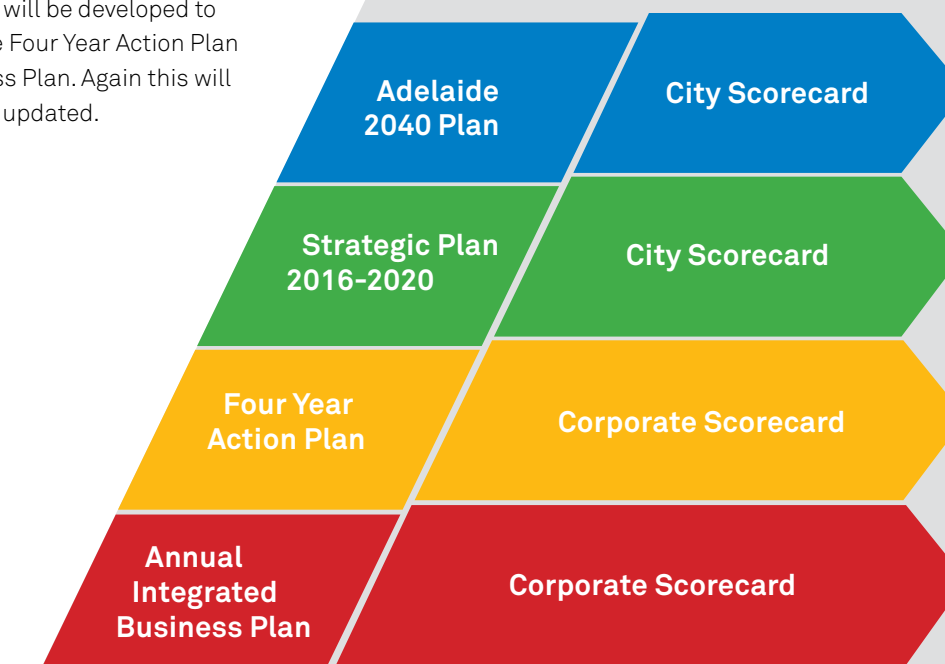 will be developed to
Four Year Action Plan
Plan. Again this will
updated.
Adelaide
2040 Plan
City Scorecard
Strategic Plan
2016-2020
City Scorecard
Four Year
Action Plan
Corporate Scorecard
Annual
Integrated
Business Plan
Corporate Scorecard